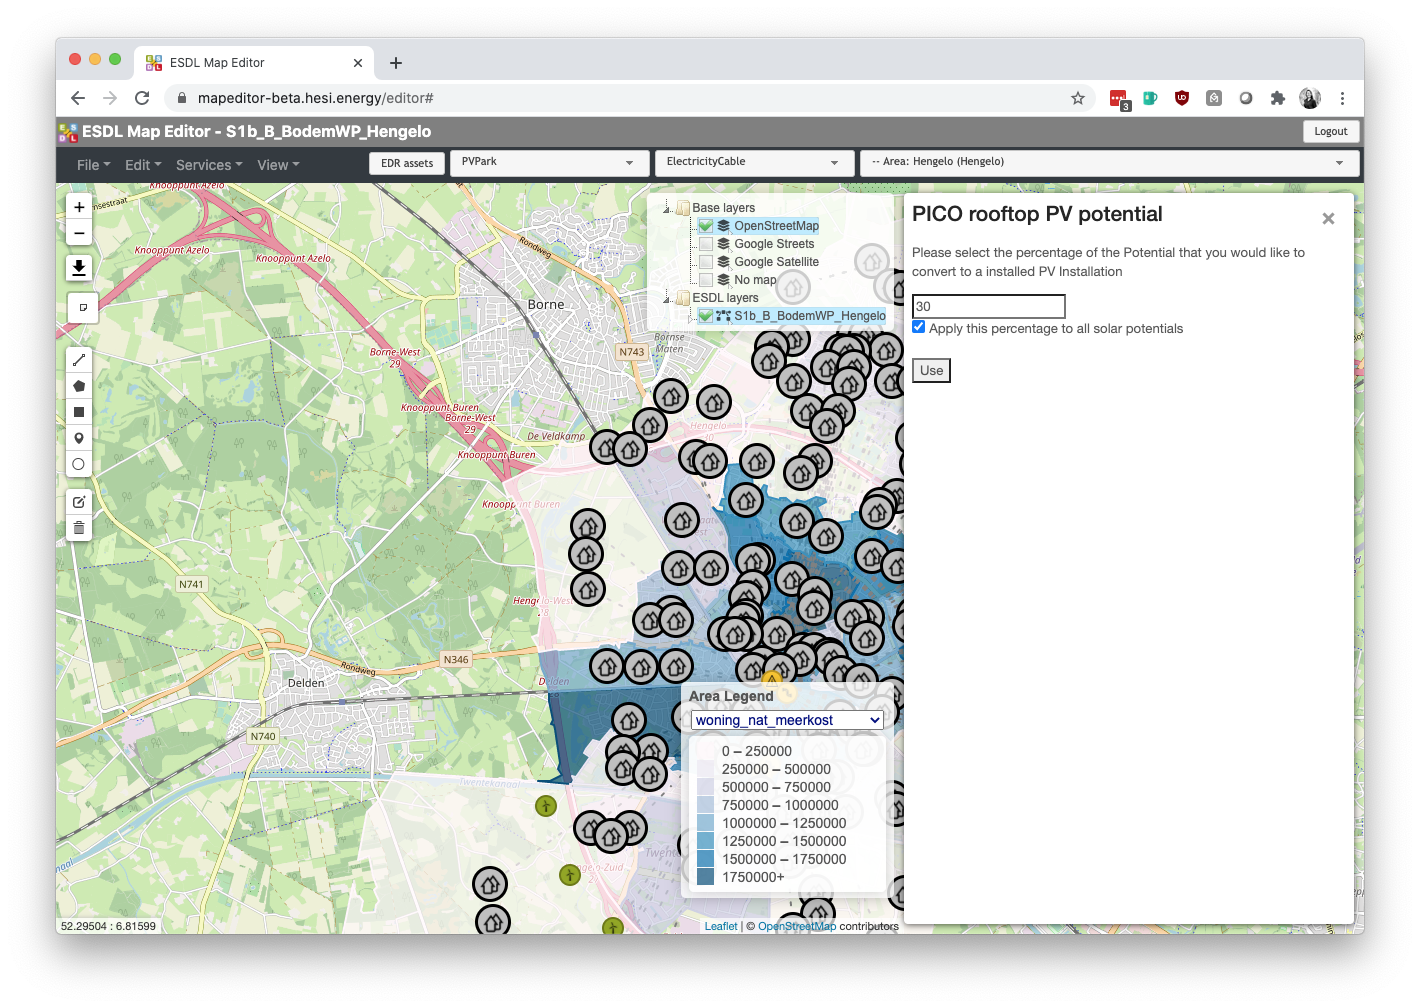 ESDL Map Editor
mapeditor-beta.hesi.energy/editor#
3
ESDL Map Editor - S1b_B_BodemWP_Hengelo
Logout
File
Edit
Services
View
EDR assets
PVPark
ElectricityCable
-- Area: Hengelo (Hengelo)
+
−
Base layers
OpenStreetMap
Google Streets
Google Satellite
No map
ESDL layers
S1b_B_BodemWP_Hengelo
PICO rooftop PV potential
×
Please select the percentage of the Potential that you would like to
convert to a installed PV Installation
30
Apply this percentage to all solar potentials
Use
Knooppunt Azelo
Knooppunt Azelo
Knooppunt Azelo
Rondweg
Borne
N743
Bornse
Maten
Borne-West
29
Knooppunt Buren
Borne-West
29
De Veldkamp
Knooppunt Buren
Hengelo
Knooppunt Buren
N741
Hengelo-West
28
N346
Rondweg
Delden
Delden
N740
Twentekanaal
Area Legend
woning_nat_meerkost
0 – 250000
250000 – 500000
500000 – 750000
750000 – 1000000
1000000 – 1250000
1250000 – 1500000
1500000 – 1750000
1750000+
52.29504 : 6.81599
Leaflet | © OpenStreetMap contributors